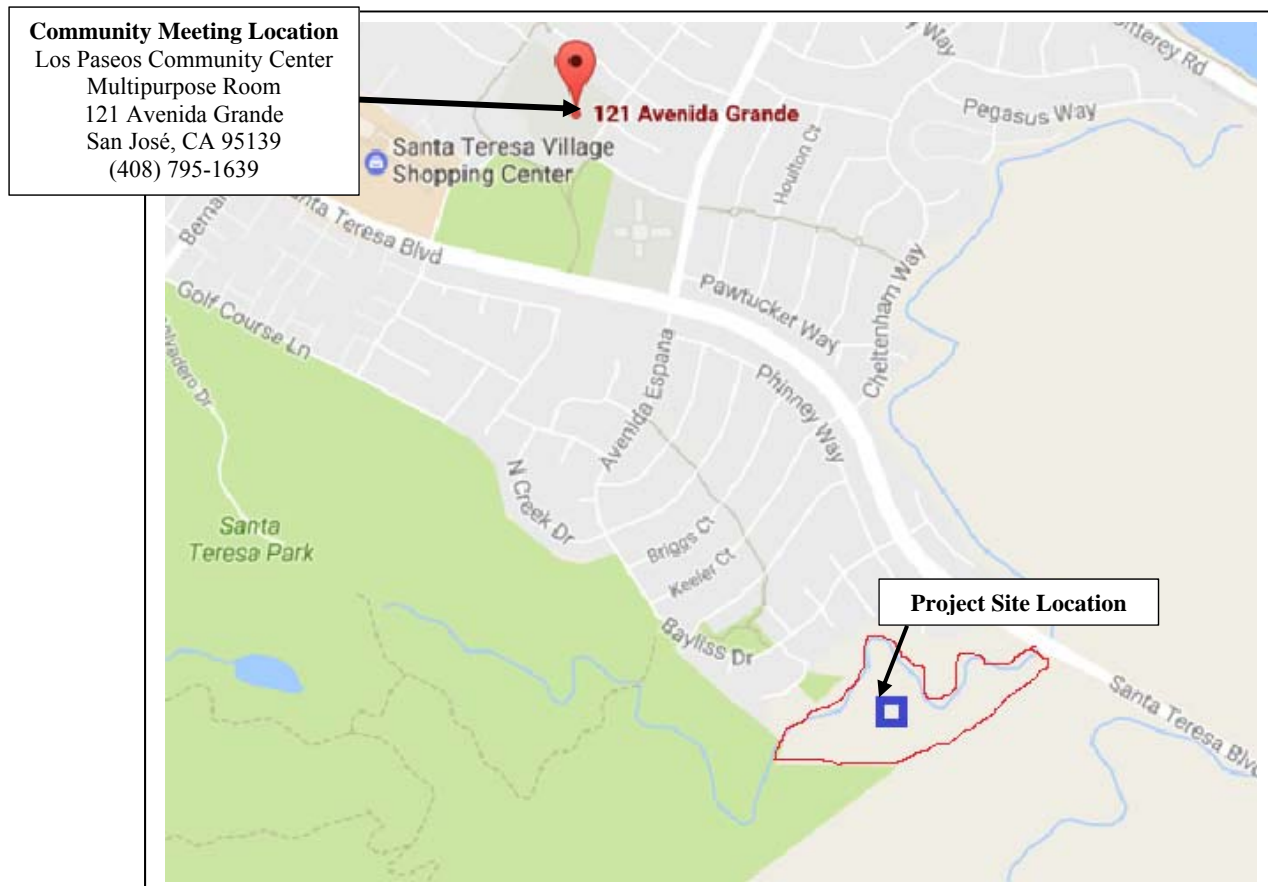 Community Meeting Location
Los Paseos Community Center
Multipurpose Room
121 Avenida Grande
San José, CA 95139
(408) 795-1639
Way
Monterey Rd
Pegasus Way
121 Avenida Grande
Houlton Ct
Santa Teresa Village
Shopping Center
Bernal
Santa Teresa Blvd
Golf Course Ln
Pawtucket Way
Cheltenham Way
Avenida Espana
Phinney Way
N Creek Dr
Santa
Teresa Park
Briggs Ct
Keeler Ct
Bayliss Dr
Project Site Location
Santa Teresa Blvd